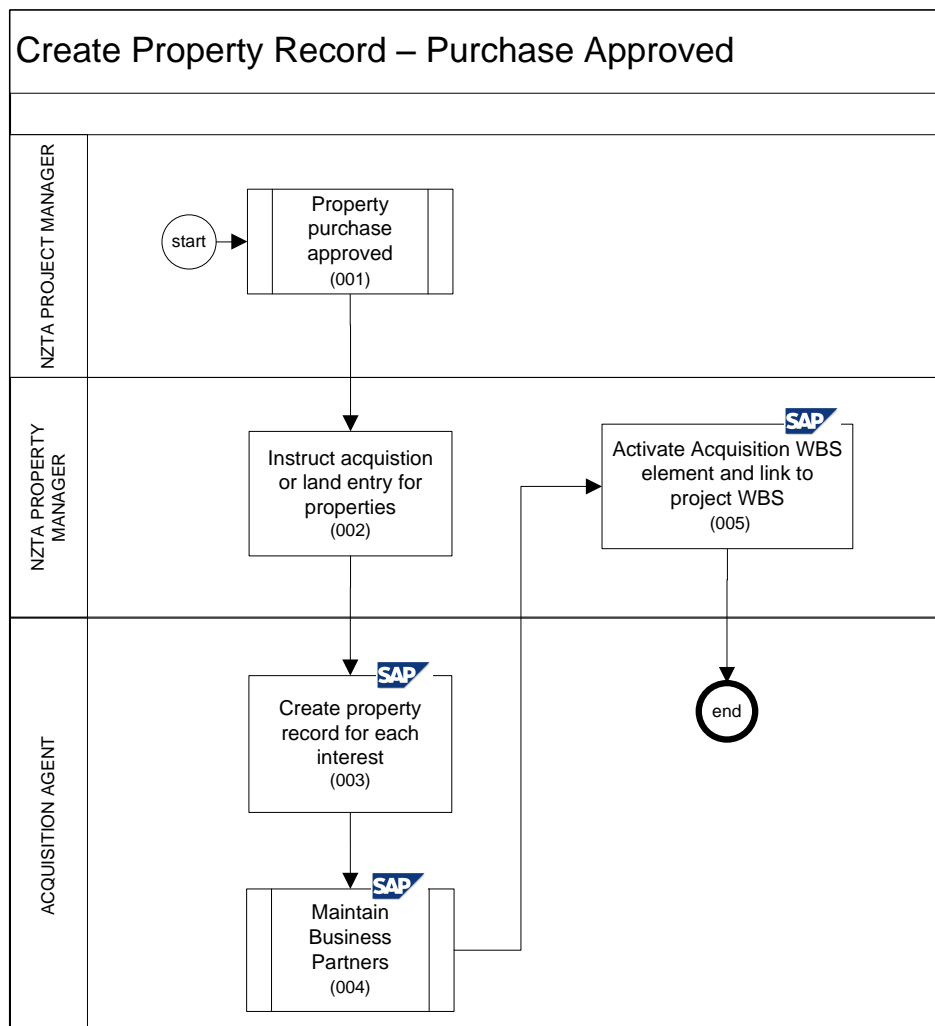 Create Property Record – Purchase Approved
NZTA PROJECT MANAGER
start
Property
purchase
approved
(001)
NZTA PROPERTY
MANAGER
Instruct acquistion
or land entry for
properties
(002)
SAP
Activate Acquisition WBS
element and link to
project WBS
(005)
ACQUISITION AGENT
SAP
Create property
record for each
interest
(003)
end
SAP
Maintain
Business
Partners
(004)